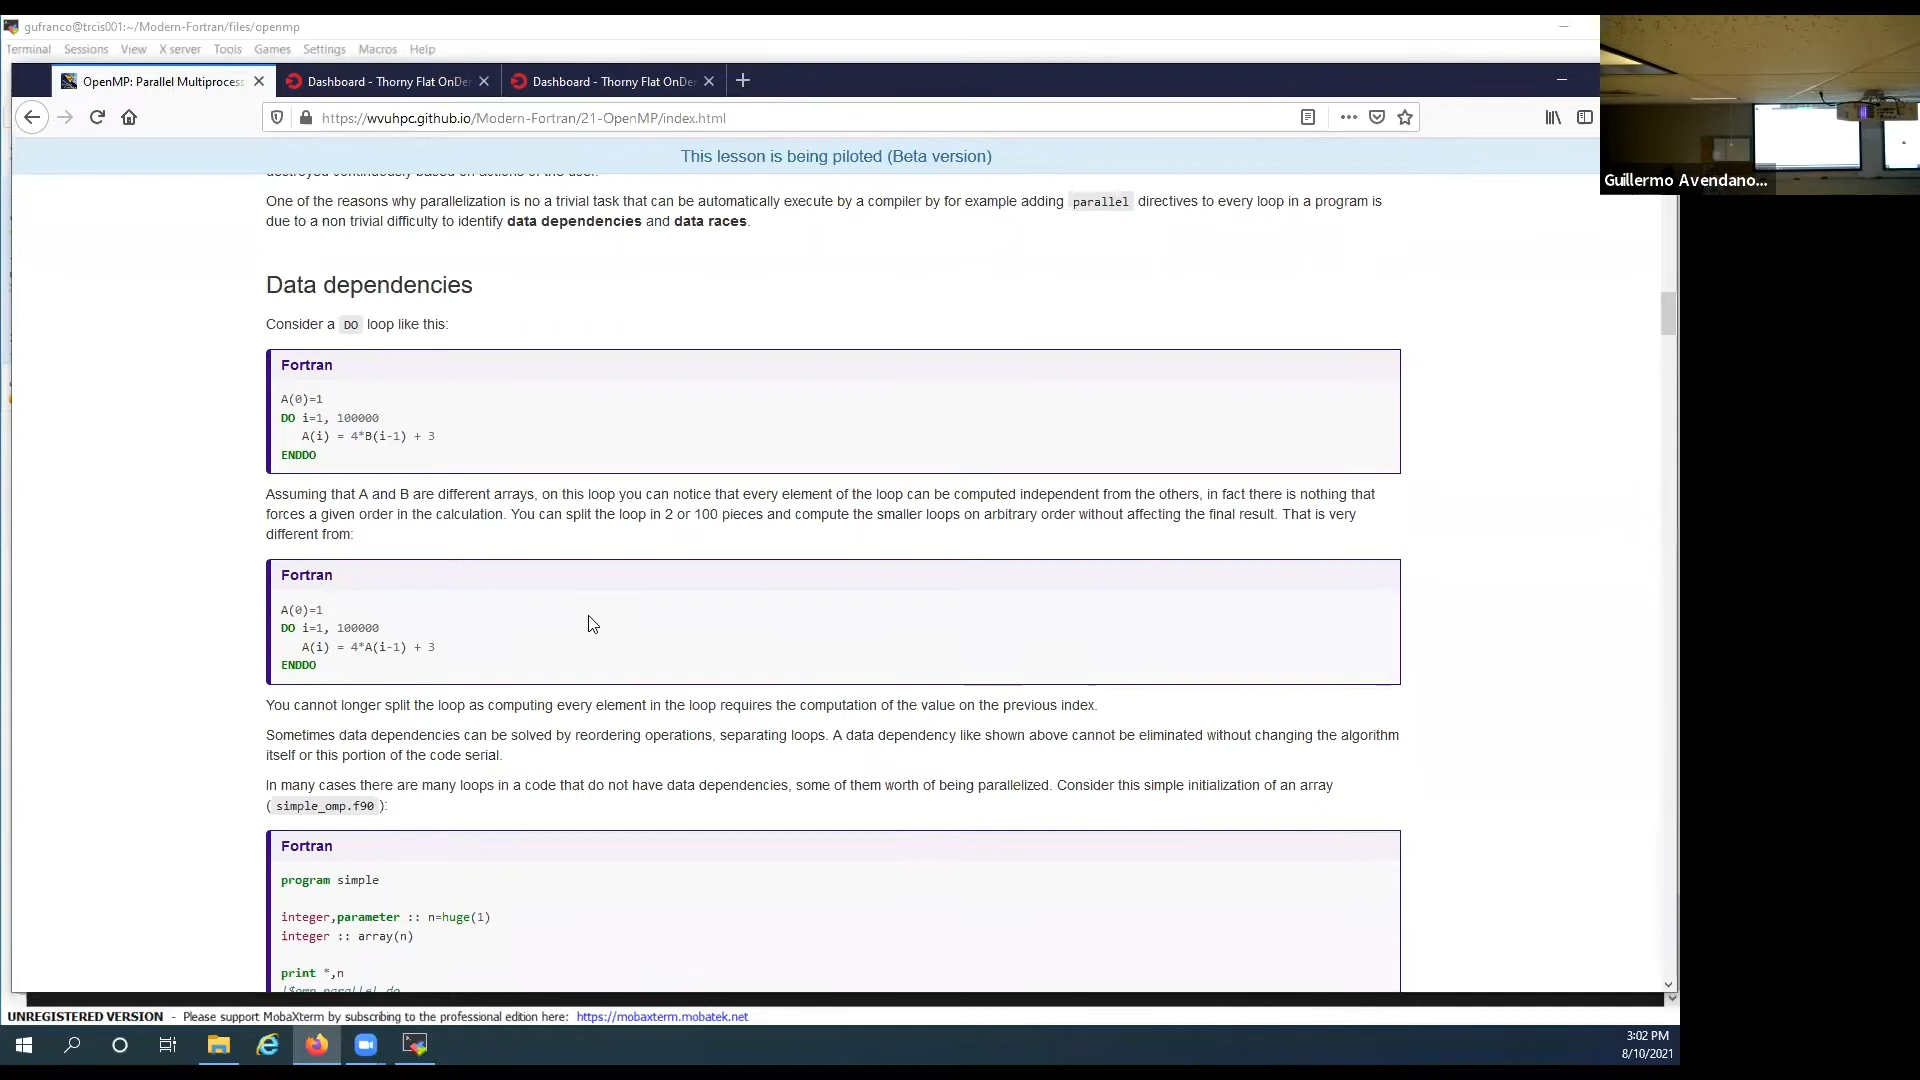 gufranco@trcis001:~/Modern-Fortran/files/openmp
Terminal Sessions View X server Tools Games Settings Macros Help
OpenMP: Parallel Multiprocess
Dashboard - Thorny Flat OnDe
Dashboard - Thorny Flat OnDe
https://wvuhpc.github.io/Modern-Fortran/21-OpenMP/index.html
Guillermo Avendano...
This lesson is being piloted (Beta version)
destroyed continuously based on actions of the user.
One of the reasons why parallelization is no a trivial task that can be automatically execute by a compiler by for example adding parallel directives to every loop in a program is
due to a non trivial difficulty to identify data dependencies and data races.
Data dependencies
Consider a DO loop like this:
Fortran
A(0)=1
DO i=1, 100000
A(i) = 4*B(i-1) + 3
ENDDO
Assuming that A and B are different arrays, on this loop you can notice that every element of the loop can be computed independent from the others, in fact there is nothing that
forces a given order in the calculation. You can split the loop in 2 or 100 pieces and compute the smaller loops on arbitrary order without affecting the final result. That is very
different from:
Fortran
A(0)=1
DO i=1, 100000
A(i) = 4*A(i-1) + 3
ENDDO
You cannot longer split the loop as computing every element in the loop requires the computation of the value on the previous index.
Sometimes data dependencies can be solved by reordering operations, separating loops. A data dependency like shown above cannot be eliminated without changing the algorithm
itself or this portion of the code serial.
In many cases there are many loops in a code that do not have data dependencies, some of them worth of being parallelized. Consider this simple initialization of an array
(simple_omp.f90):
Fortran
program simple
integer,parameter :: n=huge(1)
integer :: array(n)
print *,n
!$omp parallel do
UNREGISTERED VERSION - Please support MobaXterm by subscribing to the professional edition here: https://mobaxterm.mobatek.net
3:02 PM
8/10/2021